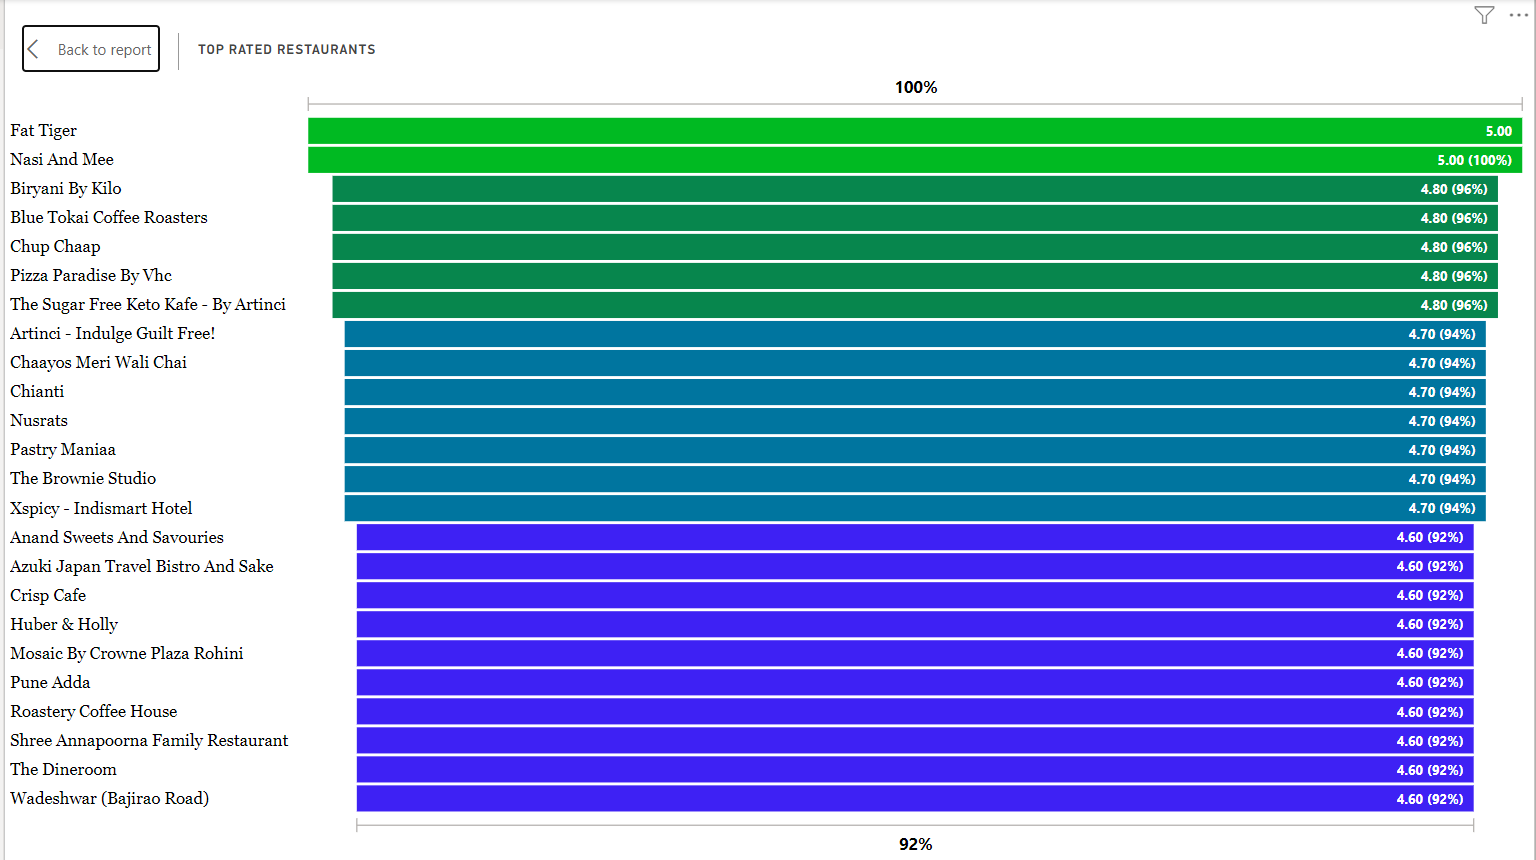 Back to report
TOP RATED RESTAURANTS
100%
Fat Tiger 5.00
Nasi And Mee 5.00 (100%)
Biryani By Kilo 4.80 (96%)
Blue Tokai Coffee Roasters 4.80 (96%)
Chup Chaap 4.80 (96%)
Pizza Paradise By Vhc 4.80 (96%)
The Sugar Free Keto Kafe - By Artinci 4.80 (96%)
Artinci - Indulge Guilt Free! 4.70 (94%)
Chaayos Meri Wali Chai 4.70 (94%)
Chianti 4.70 (94%)
Nusrats 4.70 (94%)
Pastry Maniaa 4.70 (94%)
The Brownie Studio 4.70 (94%)
Xspicy - Indismart Hotel 4.70 (94%)
Anand Sweets And Savouries 4.60 (92%)
Azuki Japan Travel Bistro And Sake 4.60 (92%)
Crisp Cafe 4.60 (92%)
Huber & Holly 4.60 (92%)
Mosaic By Crowne Plaza Rohini 4.60 (92%)
Pune Adda 4.60 (92%)
Roastery Coffee House 4.60 (92%)
Shree Annapoorna Family Restaurant 4.60 (92%)
The Dineroom 4.60 (92%)
Wadeshwar (Bajirao Road) 4.60 (92%)
92%